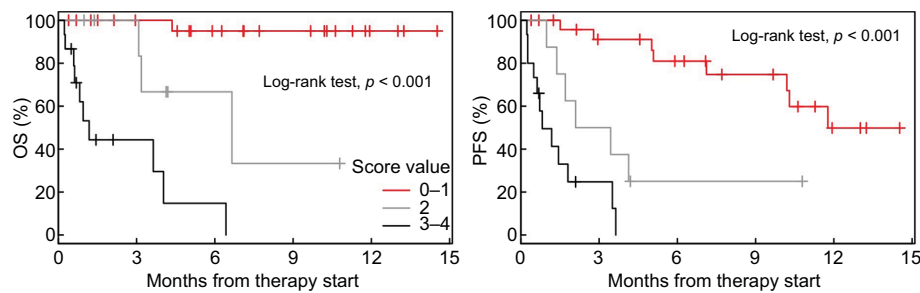 100
80
60
40
20
0
OS (%)
Log-rank test, p < 0.001
Score value
0–1
2
3–4
0 3 6 9 12 15
Months from therapy start
100
80
60
40
20
0
PFS (%)
Log-rank test, p < 0.001
0 3 6 9 12 15
Months from therapy start